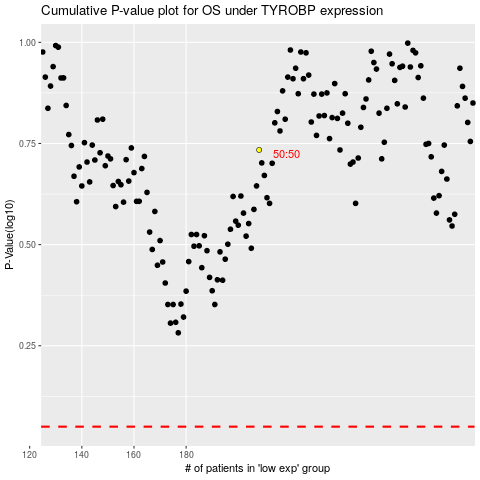 Cumulative P-value plot for OS under TYROBP expression
1.00
0.75
0.50
0.25
P-Value(log10)
50:50
120 140 160 180
# of patients in 'low exp' group